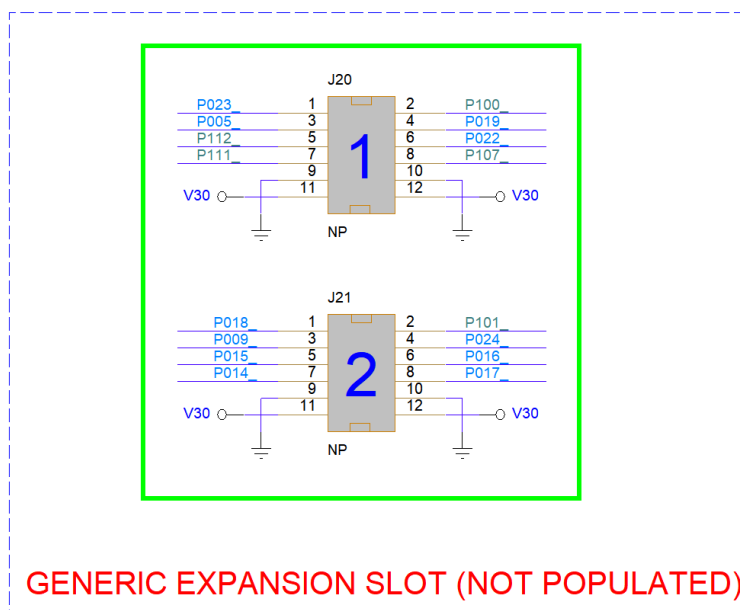 J20
P023_ 1 2 P100_
P005_ 3 4 P019_
P112_ 5 6 P022_
P111_ 7 8 P107_
9 10
V30 11 12 V30
1
NP
J21
P018_ 1 2 P101_
P009_ 3 4 P024_
P015_ 5 6 P016_
P014_ 7 8 P017_
9 10
V30 11 12 V30
2
NP
GENERIC EXPANSION SLOT (NOT POPULATED)